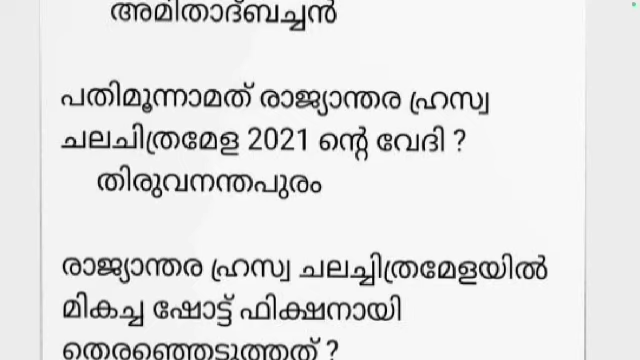 അമിതാദ്ബച്ചൻ
പതിമൂന്നാമത് രാജ്യാന്തര ഹ്രസ്വ
ചലചിത്രമേള 2021 ന്റെ വേദി ?
തിരുവനന്തപുരം
രാജ്യാന്തര ഹ്രസ്വ ചലച്ചിത്രമേളയിൽ
മികച്ച ഷോട്ട് ഫിക്ഷനായി
തെരഞ്ഞെടുത്തത് ?